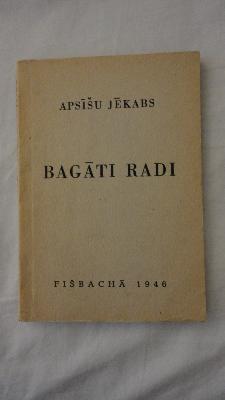 APSĪŠU JĒKABS
BAGĀTI RADI
FIŠBACHĀ 1946